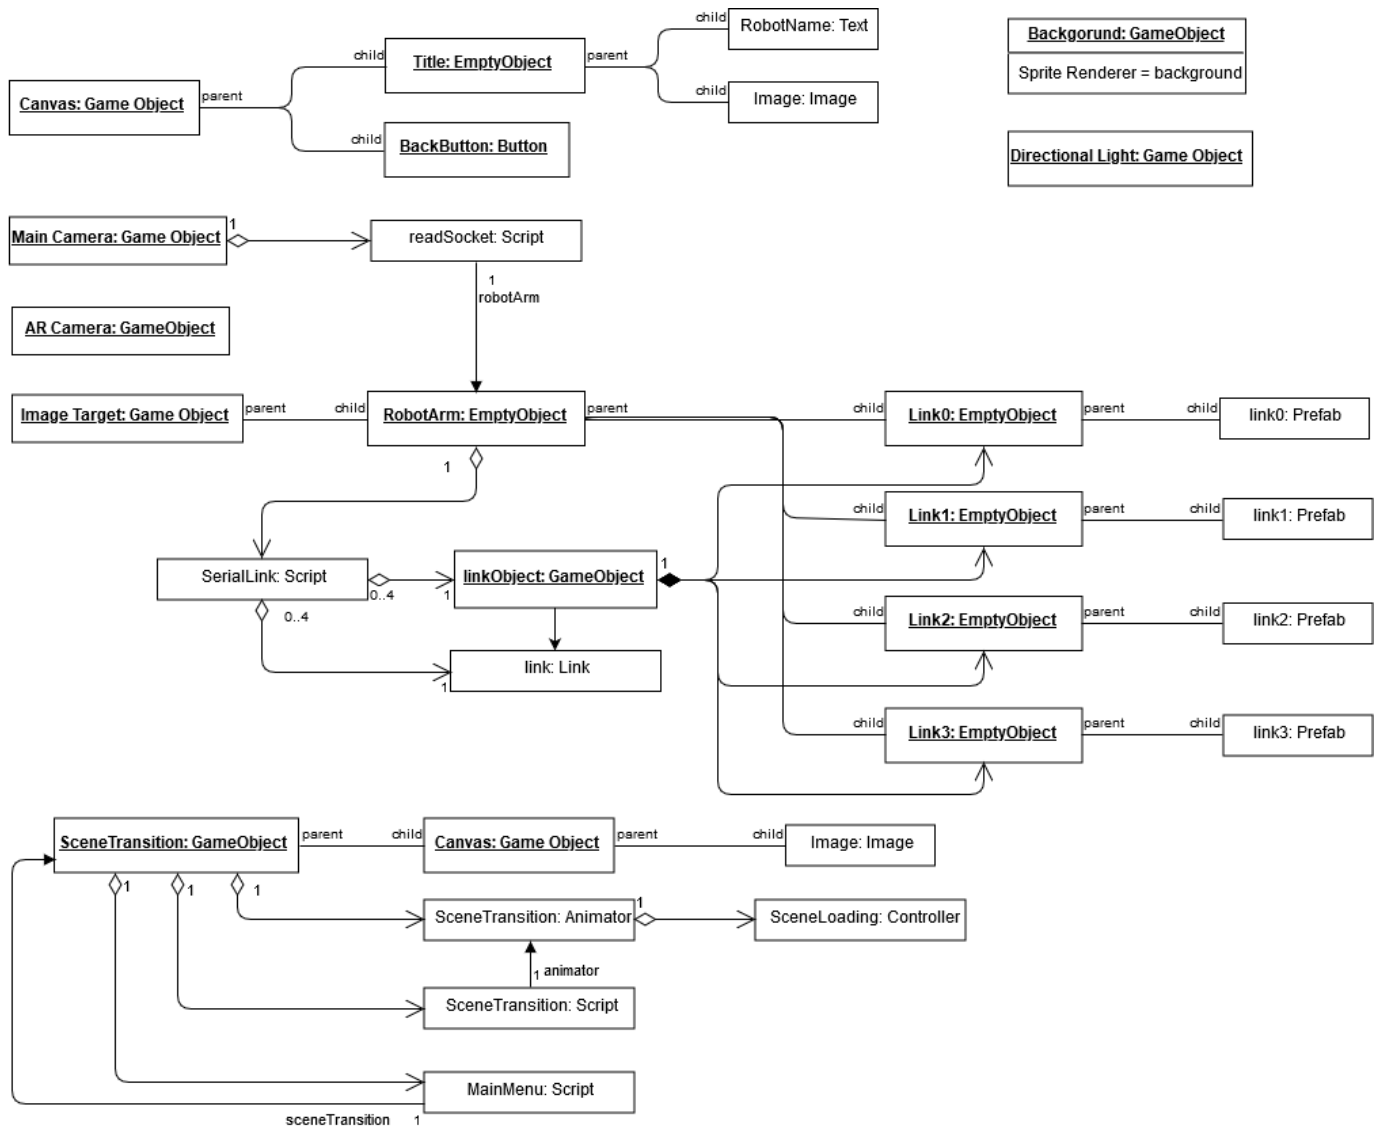 child
RobotName: Text
child
Title: EmptyObject
parent
child
Image: Image
Canvas: Game Object
parent
child
BackButton: Button
Backgorund: GameObject
Sprite Renderer = background
Directional Light: Game Object
Main Camera: Game Object
1
readSocket: Script
1
robotArm
AR Camera: GameObject
Image Target: Game Object
parent
child
RobotArm: EmptyObject
parent
child
Link0: EmptyObject
parent
child
link0: Prefab
1
child
Link1: EmptyObject
parent
child
link1: Prefab
SerialLink: Script
0..4
1
linkObject: GameObject
1
0..4
child
Link2: EmptyObject
parent
child
link2: Prefab
1
link: Link
child
Link3: EmptyObject
parent
child
link3: Prefab
SceneTransition: GameObject
parent
child
Canvas: Game Object
parent
child
Image: Image
1
1
1
SceneTransition: Animator
1
SceneLoading: Controller
1
animator
SceneTransition: Script
MainMenu: Script
sceneTransition
1